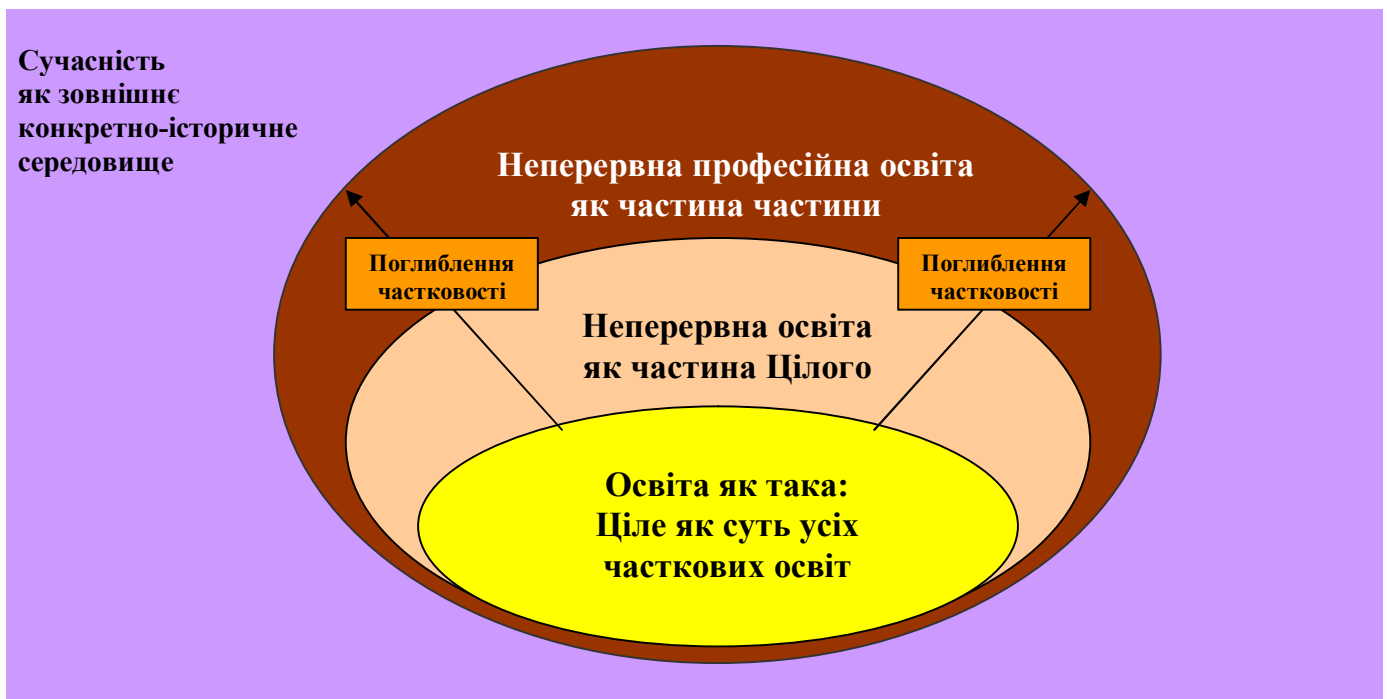 Сучасність
як зовнішнє
конкретно-історичне
середовище
Неперервна професійна освіта
як частина частини
Поглиблення
частковості
Поглиблення
частковості
Неперервна освіта
як частина Цілого
Освіта як така:
Ціле як суть усіх
часткових освіт